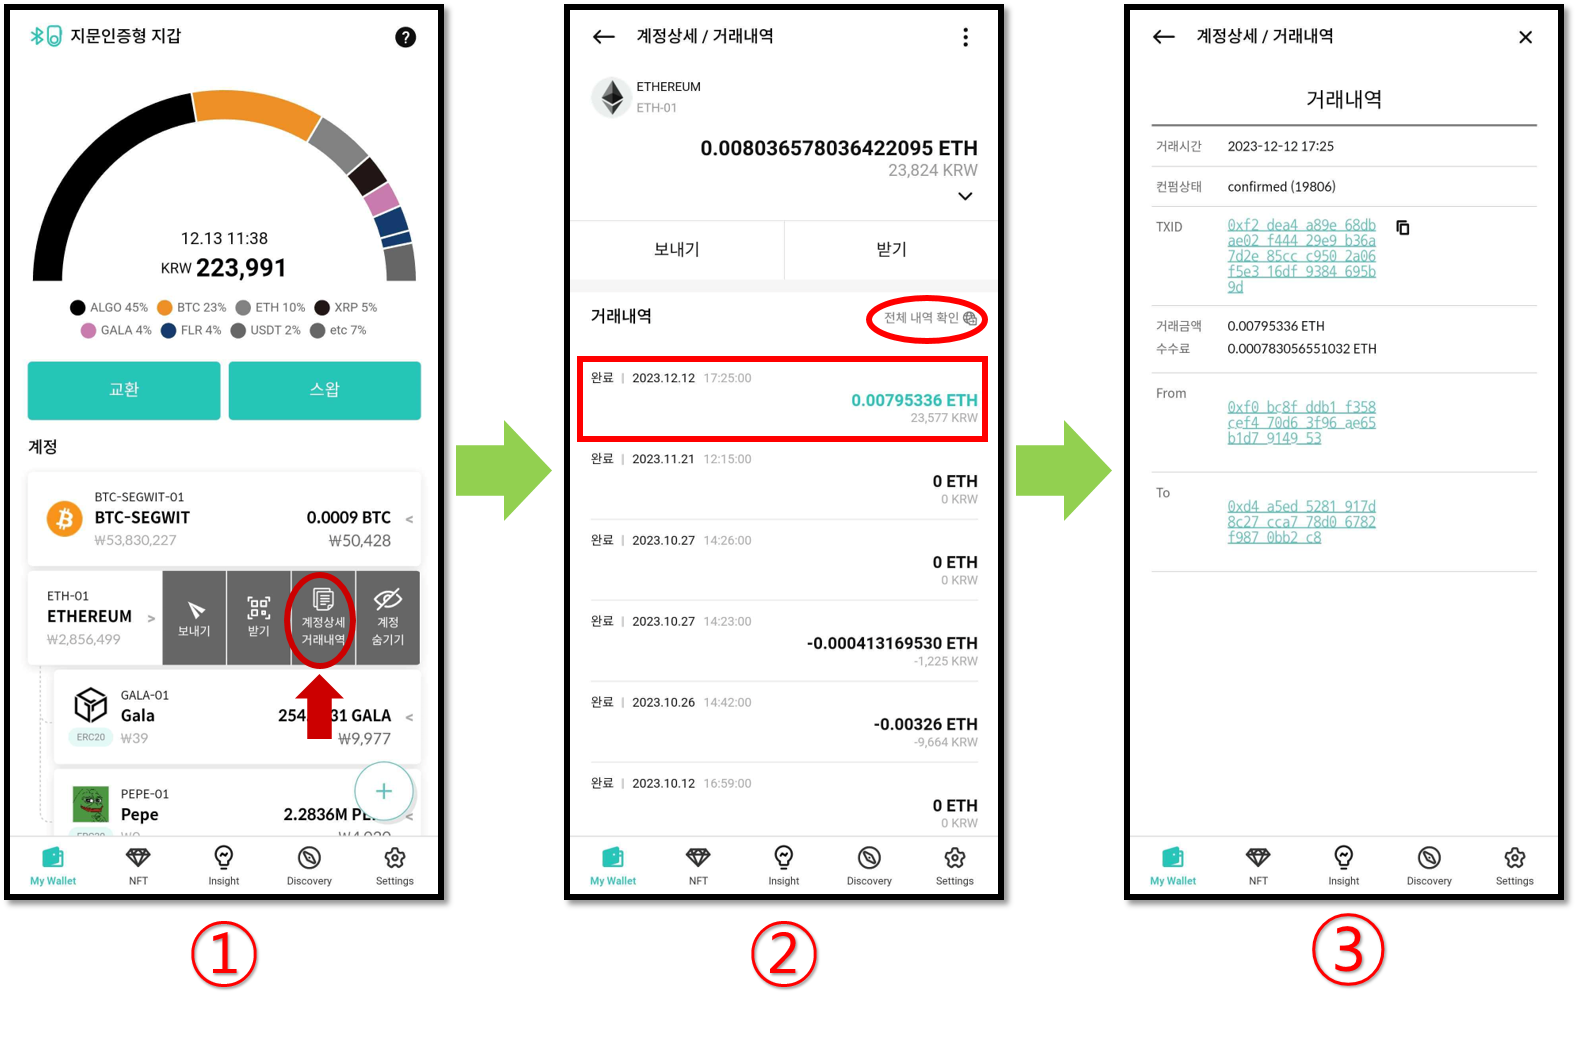 지문인증형 지갑
?
12.13 11:38
KRW 223,991
ALGO 45% BTC 23% ETH 10% XRP 5%
GALA 4% FLR 4% USDT 2% etc 7%
교환 스왑
계정
BTC-SEGWIT-01
BTC-SEGWIT 0.0009 BTC <
₩53,830,227 ₩50,428
ETH-01
ETHEREUM >
₩2,856,499
보내기
받기
계정상세
거래내역
계정
숨기기
GALA-01
Gala 254 31 GALA <
ERC20 ₩39 ₩9,977
PEPE-01
Pepe 2.2836M <
ERC20
+
My Wallet NFT Insight Discovery Settings
①
계정상세 / 거래내역
ETHEREUM
ETH-01
0.008036578036422095 ETH
23,824 KRW
보내기 받기
거래내역 전체 내역 확인
완료 | 2023.12.12 17:25:00
0.00795336 ETH
23,577 KRW
완료 | 2023.11.21 12:15:00
0 ETH
0 KRW
완료 | 2023.10.27 14:26:00
0 ETH
0 KRW
완료 | 2023.10.27 14:23:00
-0.000413169530 ETH
-1,225 KRW
완료 | 2023.10.26 14:42:00
-0.00326 ETH
-9,664 KRW
완료 | 2023.10.12 16:59:00
0 ETH
0 KRW
My Wallet NFT Insight Discovery Settings
②
계정상세 / 거래내역
거래내역
거래시간 2023-12-12 17:25
컨펌상태 confirmed (19806)
TXID 0xf2 dea4 a89e 68db
ae02 f444 29e9 b36a
7d2e 85cc c950 2a06
f5e3 16df 9384 695b
9d
거래금액 0.00795336 ETH
수수료 0.000783056551032 ETH
From
0xf0 bc8f ddb1 f358
cef4 70d6 3f96 ae65
b1d7 9149 53
To
0xd4 a5ed 5281 917d
8c27 cca7 78d0 6782
f987 0bb2 c8
My Wallet NFT Insight Discovery Settings
③